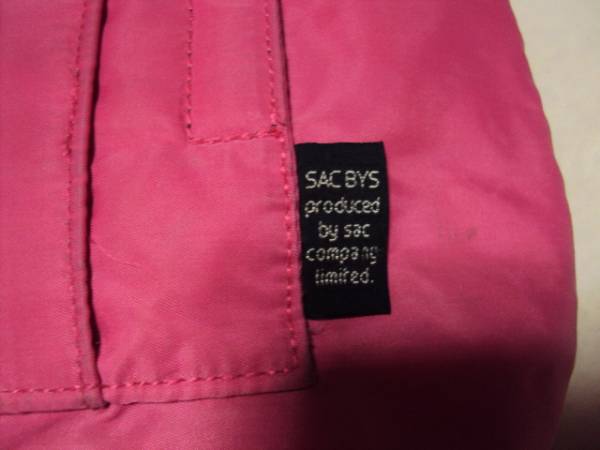 SAC BYS
produced
by sac
company
limited.